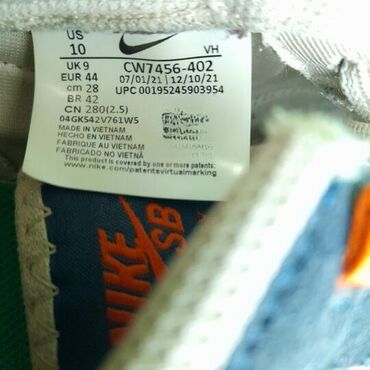 US
10
VH
UK 9
CW7456-402
EUR 44
07/01/21 | 12/10/21
cm 28
UPC 00195245903954
BR 42
CN 280(2.5)
04GK542V761W5
MADE IN VIETNAM
HECHO EN VIETNAM
FABRIQUE AU VIETNAM
FABRICADO NO VIETNÃ
This product is covered by one or more patents.
www.nike.com/patentsvirtualmarking
NIKE
SB